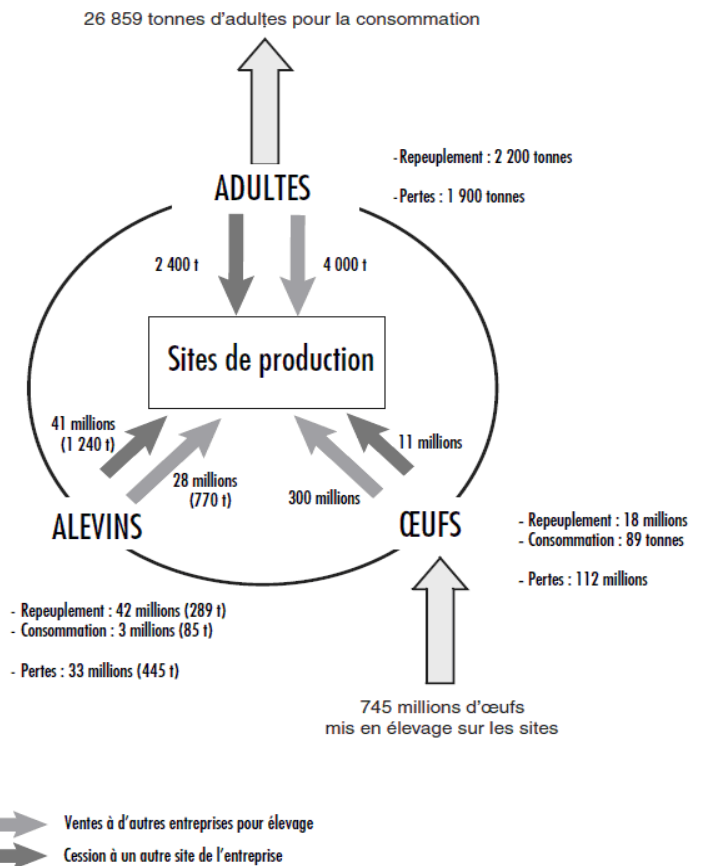 26 859 tonnes d'adultes pour la consommation
- Repeuplement : 2 200 tonnes
ADULTES
- Pertes : 1 900 tonnes
2 400 t
4 000 t
Sites de production
41 millions
(1 240 t)
11 millions
28 millions
(770 t)
300 millions
ALEVINS
ŒUFS
- Repeuplement : 18 millions
- Consommation : 89 tonnes
- Pertes : 112 millions
- Repeuplement : 42 millions (289 t)
- Consommation : 3 millions (85 t)
- Pertes : 33 millions (445 t)
745 millions d'œufs
mis en élevage sur les sites
Ventes à d'autres entreprises pour élevage
Cession à un autre site de l'entreprise